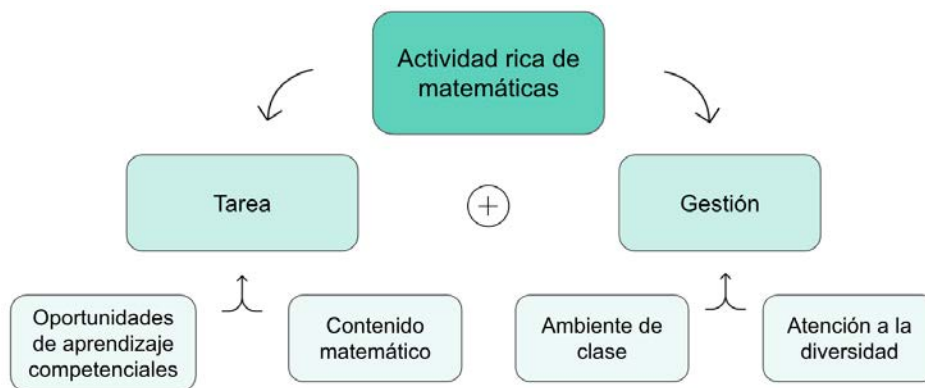 Actividad rica de
matemáticas
Tarea
Gestión
Oportunidades
de aprendizaje
competenciales
Contenido
matemático
Ambiente de
clase
Atención a la
diversidad